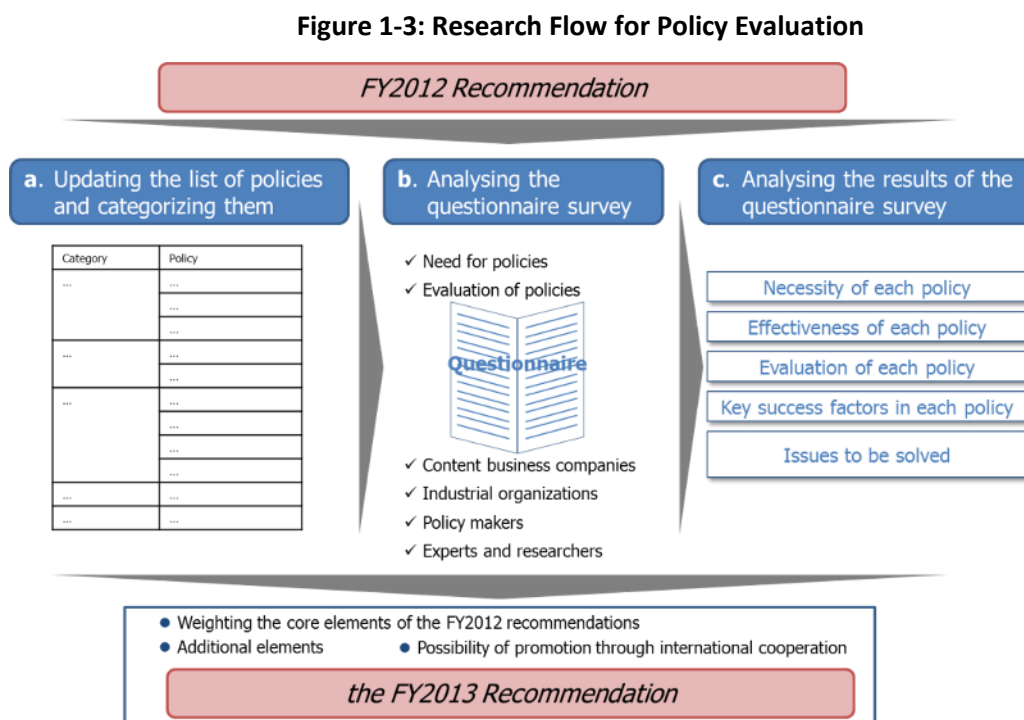 Figure 1-3: Research Flow for Policy Evaluation
FY2012 Recommendation
a. Updating the list of policies
and categorizing them
Category Policy
... ...
...
...
... ...
...
... ...
...
...
...
... ...
... ...
b. Analysing the
questionnaire survey
✓ Need for policies
✓ Evaluation of policies
Questionnaire
✓ Content business companies
✓ Industrial organizations
✓ Policy makers
✓ Experts and researchers
c. Analysing the results of the
questionnaire survey
Necessity of each policy
Effectiveness of each policy
Evaluation of each policy
Key success factors in each policy
Issues to be solved
● Weighting the core elements of the FY2012 recommendations
● Additional elements ● Possibility of promotion through international cooperation
the FY2013 Recommendation